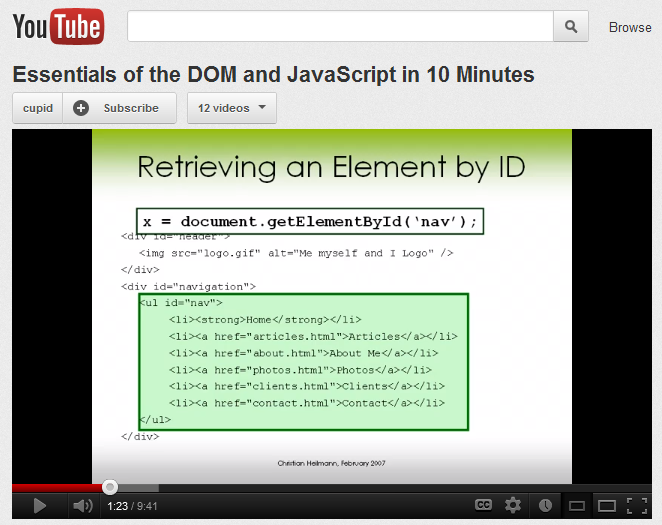 YouTube
Browse
Essentials of the DOM and JavaScript in 10 Minutes
cupid
Subscribe
12 videos
Retrieving an Element by ID
x = document.getElementById(‘nav’);
<div id="header">
<img src="logo.gif" alt="Me myself and I Logo" />
</div>
<div id="navigation">
<ul id="nav">
<li><strong>Home</strong></li>
<li><a href="articles.html">Articles</a></li>
<li><a href="about.html">About Me</a></li>
<li><a href="photos.html">Photos</a></li>
<li><a href="clients.html">Clients</a></li>
<li><a href="contact.html">Contact</a></li>
</ul>
</div>
Christian Heilmann, February 2007
1:23 / 9:41
CC